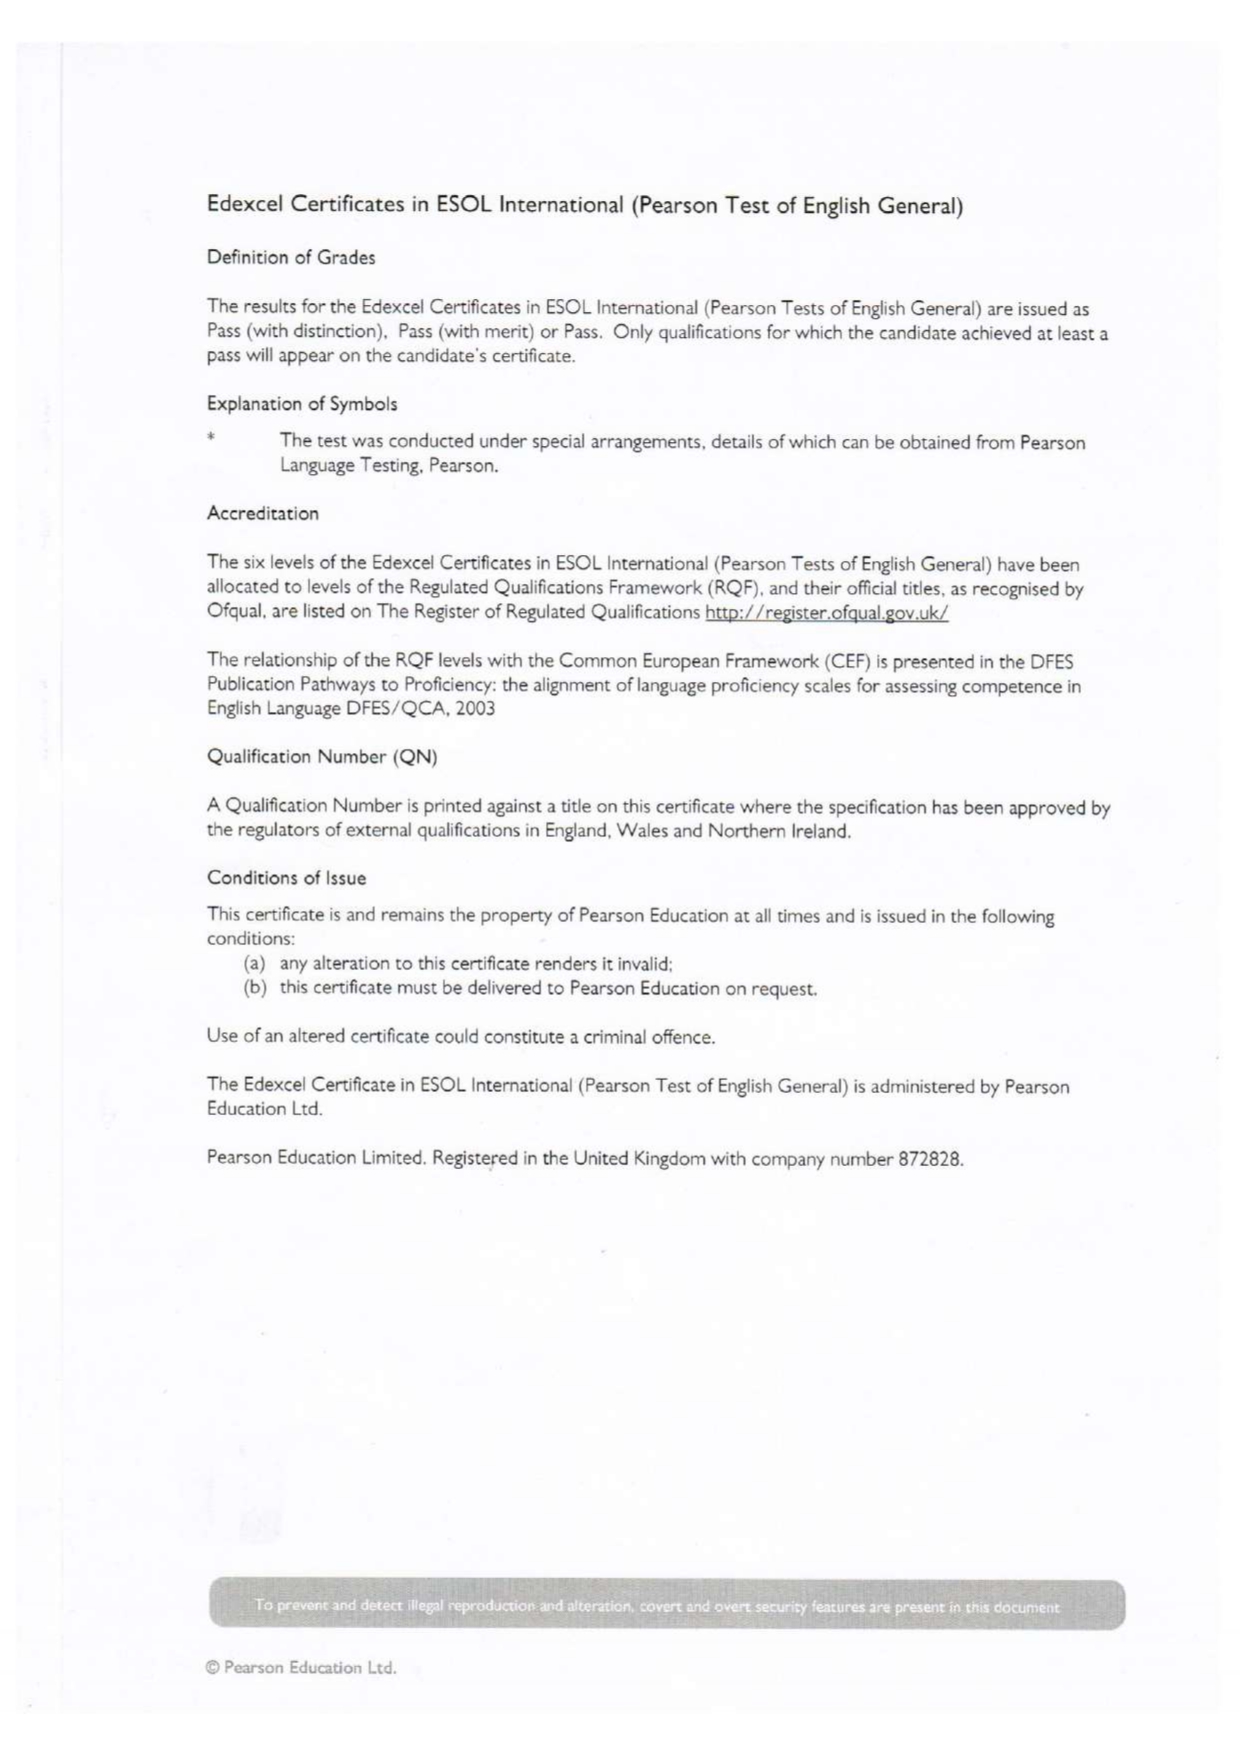 Edexcel Certificates in ESOL International (Pearson Test of English General)
Definition of Grades
The results for the Edexcel Certificates in ESOL International (Pearson Tests of English General) are issued as
Pass (with distinction), Pass (with merit) or Pass. Only qualifications for which the candidate achieved at least a
pass will appear on the candidate's certificate.
Explanation of Symbols
* The test was conducted under special arrangements, details of which can be obtained from Pearson
Language Testing, Pearson.
Accreditation
The six levels of the Edexcel Certificates in ESOL International (Pearson Tests of English General) have been
allocated to levels of the Regulated Qualifications Framework (RQF), and their official titles, as recognised by
Ofqual, are listed on The Register of Regulated Qualifications http://register.ofqual.gov.uk/
The relationship of the RQF levels with the Common European Framework (CEF) is presented in the DFES
Publication Pathways to Proficiency: the alignment of language proficiency scales for assessing competence in
English Language DFES/QCA, 2003
Qualification Number (QN)
A Qualification Number is printed against a title on this certificate where the specification has been approved by
the regulators of external qualifications in England, Wales and Northern Ireland.
Conditions of Issue
This certificate is and remains the property of Pearson Education at all times and is issued in the following
conditions:
(a) any alteration to this certificate renders it invalid;
(b) this certificate must be delivered to Pearson Education on request.
Use of an altered certificate could constitute a criminal offence.
The Edexcel Certificate in ESOL International (Pearson Test of English General) is administered by Pearson
Education Ltd.
Pearson Education Limited. Registered in the United Kingdom with company number 872828.
To prevent and detect illegal reproduction and alteration, covert and overt security features are present in this document
© Pearson Education Ltd.